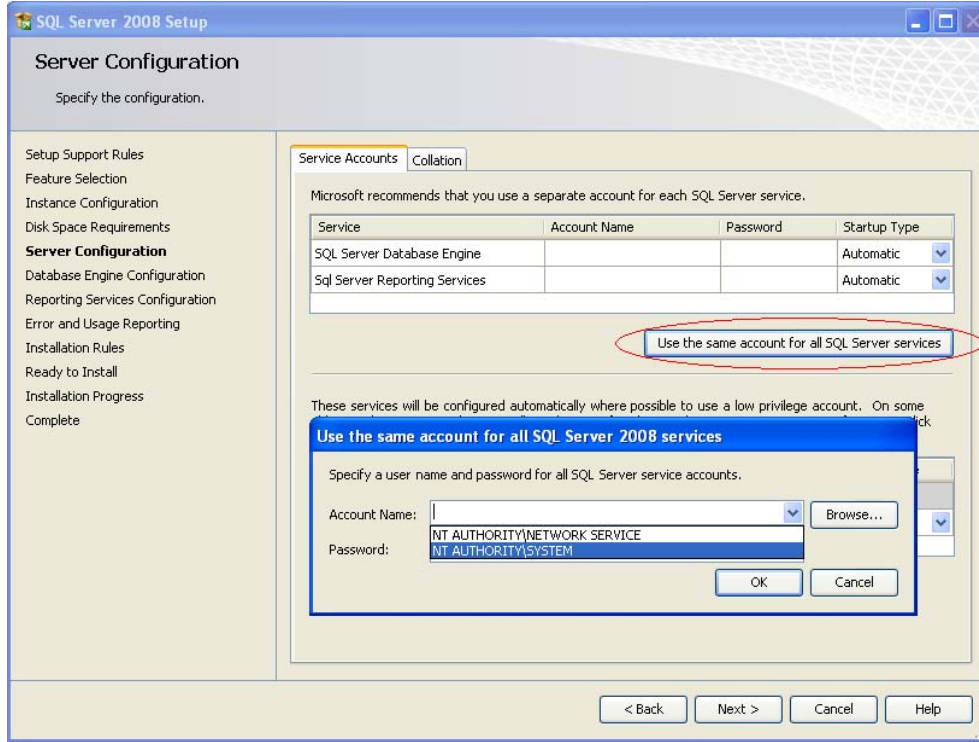 SQL Server 2008 Setup
Server Configuration
Specify the configuration.
Setup Support Rules
Feature Selection
Instance Configuration
Disk Space Requirements
Server Configuration
Database Engine Configuration
Reporting Services Configuration
Error and Usage Reporting
Installation Rules
Ready to Install
Installation Progress
Complete
Service Accounts
Collation
Microsoft recommends that you use a separate account for each SQL Server service.
Service Account Name Password Startup Type
SQL Server Database Engine Automatic
Sql Server Reporting Services Automatic
Use the same account for all SQL Server services
These services will be configured automatically where possible to use a low privilege account. On some
Use the same account for all SQL Server 2008 services
Specify a user name and password for all SQL Server service accounts.
Account Name:
Browse...
NT AUTHORITY\NETWORK SERVICE
Password:
NT AUTHORITY\SYSTEM
OK
Cancel
< Back
Next >
Cancel
Help